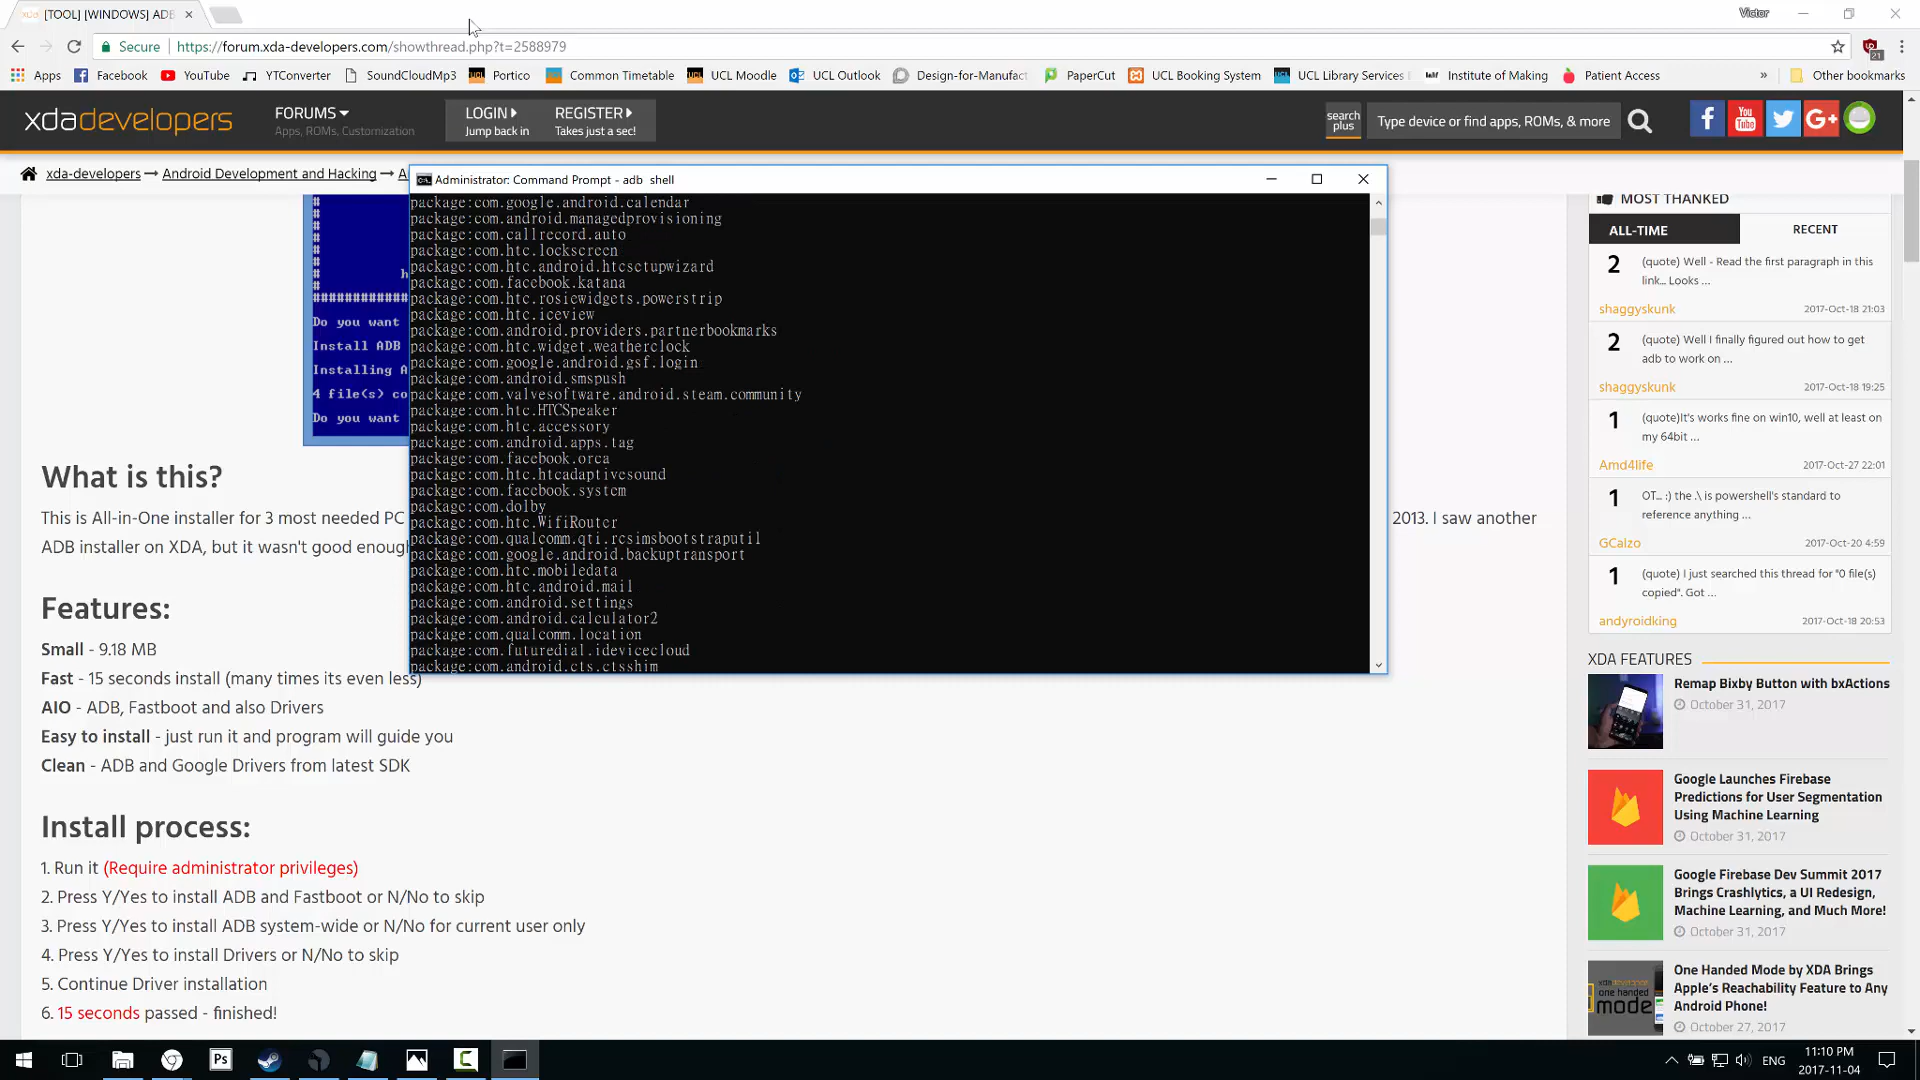 [TOOL] [WINDOWS] ADB
Victor
Secure
https://forum.xda-developers.com/showthread.php?t=2588979
21
Apps
Facebook
YouTube
YTConverter
SoundCloudMp3
Portico
Common Timetable
UCL Moodle
UCL Outlook
Design-for-Manufact
PaperCut
UCL Booking System
UCL Library Services
Institute of Making
Patient Access
»
Other bookmarks
xdadevelopers
FORUMS
Apps, ROMs, Customization
LOGIN
Jump back in
REGISTER
Takes just a sec!
search plus
Type device or find apps, ROMs, & more
xda-developers → Android Development and Hacking → A
Administrator: Command Prompt - adb  shell
package:com.google.android.calendar
package:com.android.managedprovisioning
package:com.callrecord.auto
package:com.htc.lockscreen
package:com.htc.android.htcsetupwizard
package:com.facebook.katana
package:com.htc.rosiewidgets.powerstrip
package:com.htc.iceview
package:com.android.providers.partnerbookmarks
package:com.htc.widget.weatherclock
package:com.google.android.gsf.login
package:com.android.smspush
package:com.valvesoftware.android.steam.community
package:com.htc.HTCSpeaker
package:com.htc.accessory
package:com.android.apps.tag
package:com.facebook.orca
package:com.htc.htcadaptivesound
package:com.facebook.system
package:com.dolby
package:com.htc.WifiRouter
package:com.qualcomm.qti.rcsimsbootstraputil
package:com.google.android.backuptransport
package:com.htc.mobiledata
package:com.htc.android.mail
package:com.android.settings
package:com.android.calculator2
package:com.qualcomm.location
package:com.futuredial.idevicecloud
package:com.android.cts.ctsshim
#
#
#
#
#
# h
#
############
Do you want
Install ADB
Installing A
4 file(s) co
Do you want
What is this?
This is All-in-One installer for 3 most needed PC
2013. I saw another
ADB installer on XDA, but it wasn't good enough
Features:
Small - 9.18 MB
Fast - 15 seconds install (many times its even less)
AIO - ADB, Fastboot and also Drivers
Easy to install - just run it and program will guide you
Clean - ADB and Google Drivers from latest SDK
Install process:
1. Run it (Require administrator privileges)
2. Press Y/Yes to install ADB and Fastboot or N/No to skip
3. Press Y/Yes to install ADB system-wide or N/No for current user only
4. Press Y/Yes to install Drivers or N/No to skip
5. Continue Driver installation
6. 15 seconds passed - finished!
MOST THANKED
ALL-TIME
RECENT
2
(quote) Well - Read the first paragraph in this
link... Looks ...
shaggyskunk
2017-Oct-18 21:03
2
(quote) Well I finally figured out how to get
adb to work on ...
shaggyskunk
2017-Oct-18 19:25
1
(quote)It's works fine on win10, well at least on
my 64bit ...
Amd4life
2017-Oct-27 22:01
1
OT... :) the .\ is powershell's standard to
reference anything ...
GCalzo
2017-Oct-20 4:59
1
(quote) I just searched this thread for "0 file(s)
copied". Got ...
andyroidking
2017-Oct-18 20:53
XDA FEATURES
Remap Bixby Button with bxActions
October 31, 2017
Google Launches Firebase
Predictions for User Segmentation
Using Machine Learning
October 31, 2017
Google Firebase Dev Summit 2017
Brings Crashlytics, a UI Redesign,
Machine Learning, and Much More!
October 31, 2017
one handed
mode
One Handed Mode by XDA Brings
Apple's Reachability Feature to Any
Android Phone!
October 27, 2017
Ps
ENG
11:10 PM
2017-11-04